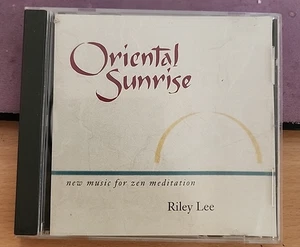 Oriental
Sunrise
new music for zen meditation
Riley Lee